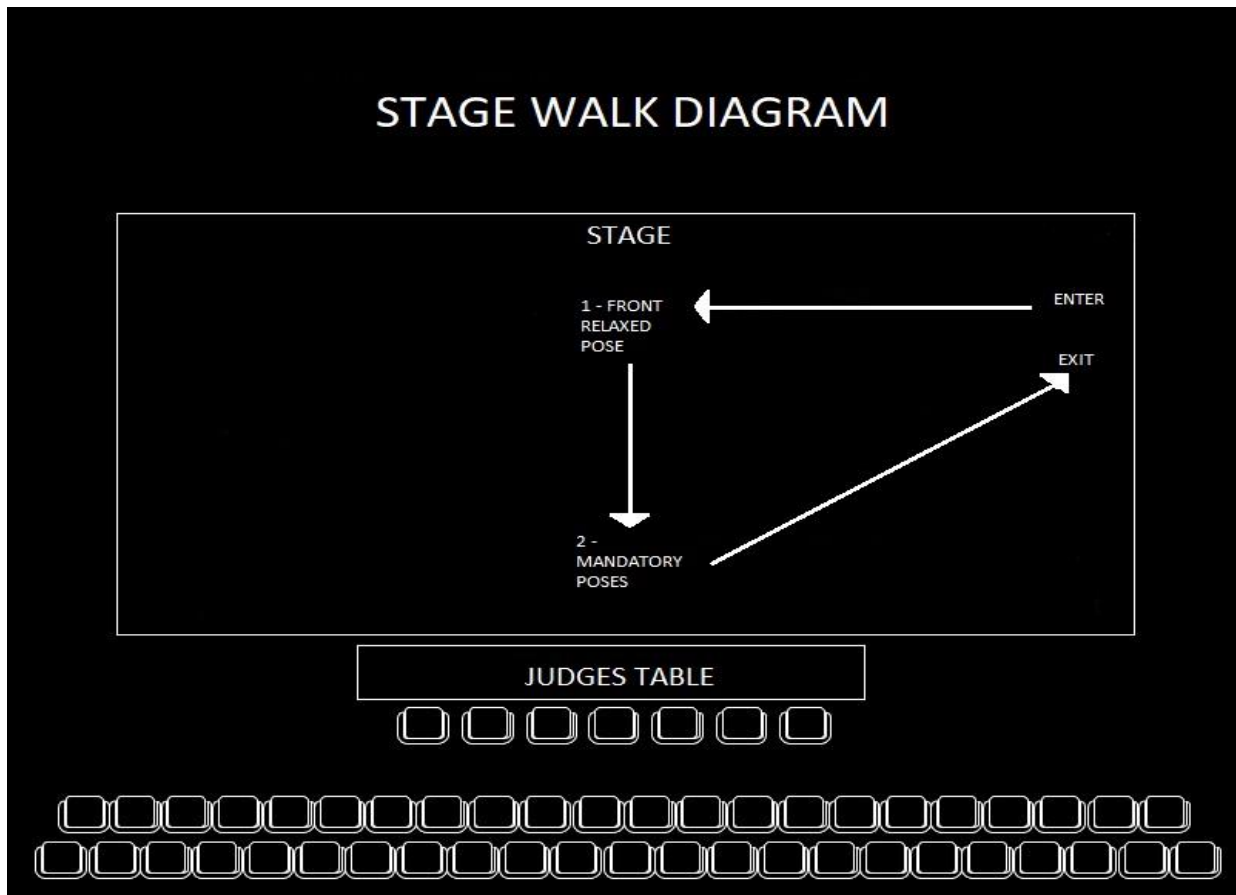 STAGE WALK DIAGRAM
STAGE
1 - FRONT
RELAXED
POSE
ENTER
EXIT
2 -
MANDATORY
POSES
JUDGES TABLE